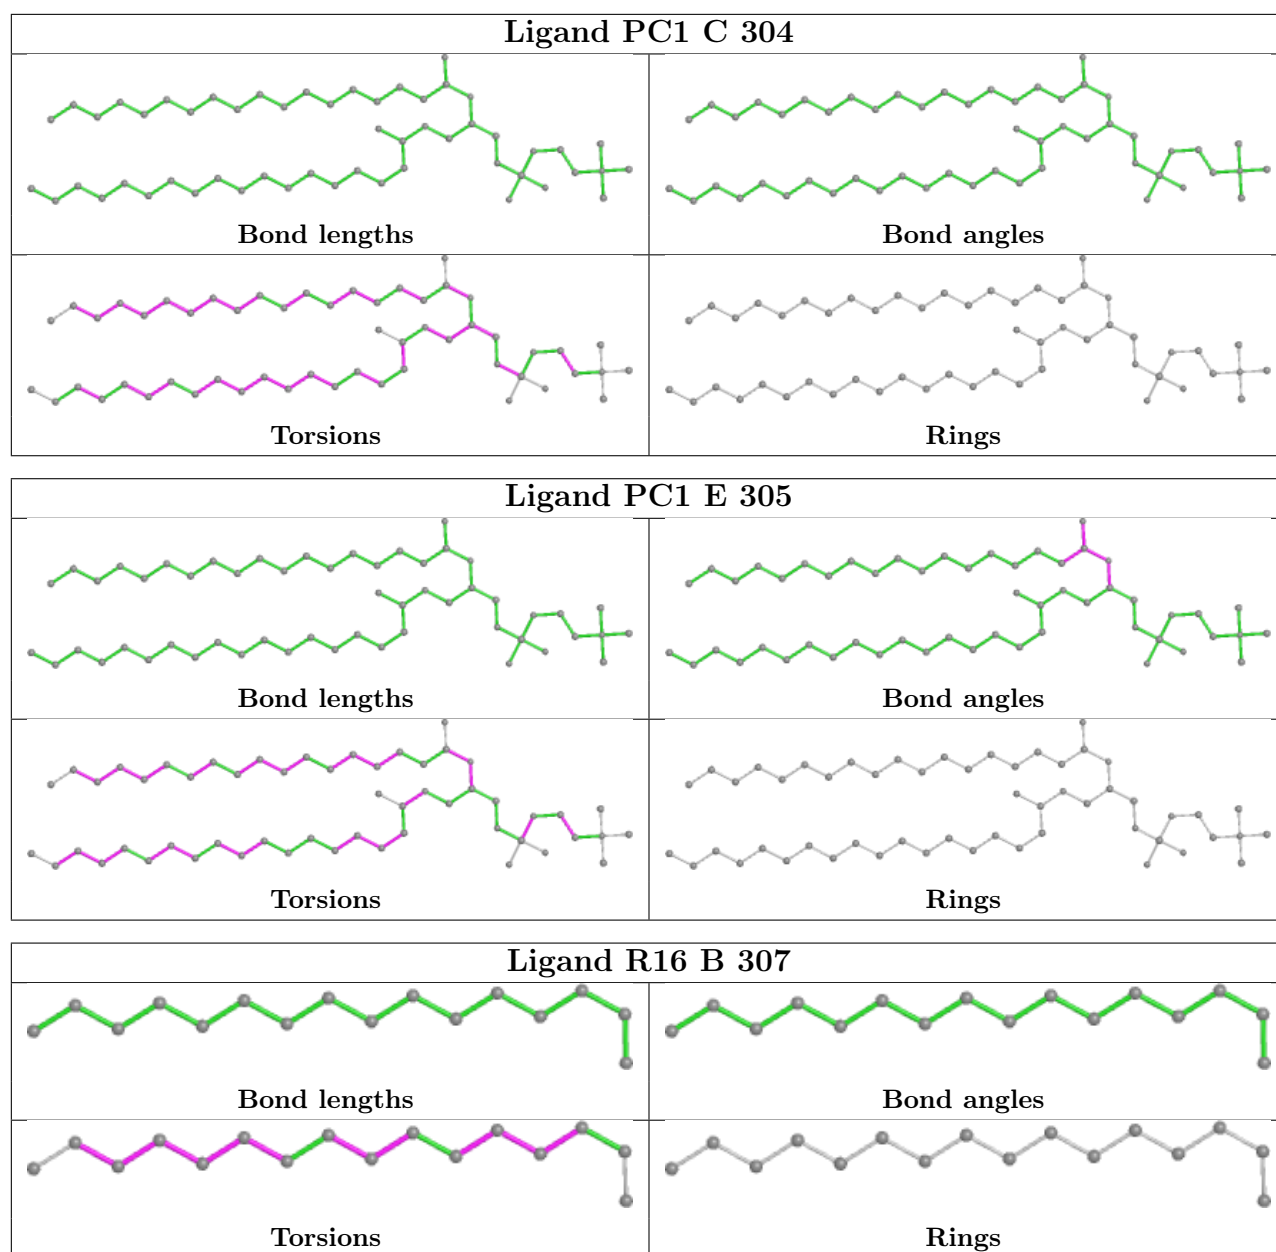 Ligand PC1 C 304
Bond lengths
Bond angles
Torsions
Rings
Ligand PC1 E 305
Bond lengths
Bond angles
Torsions
Rings
Ligand R16 B 307
Bond lengths
Bond angles
Torsions
Rings